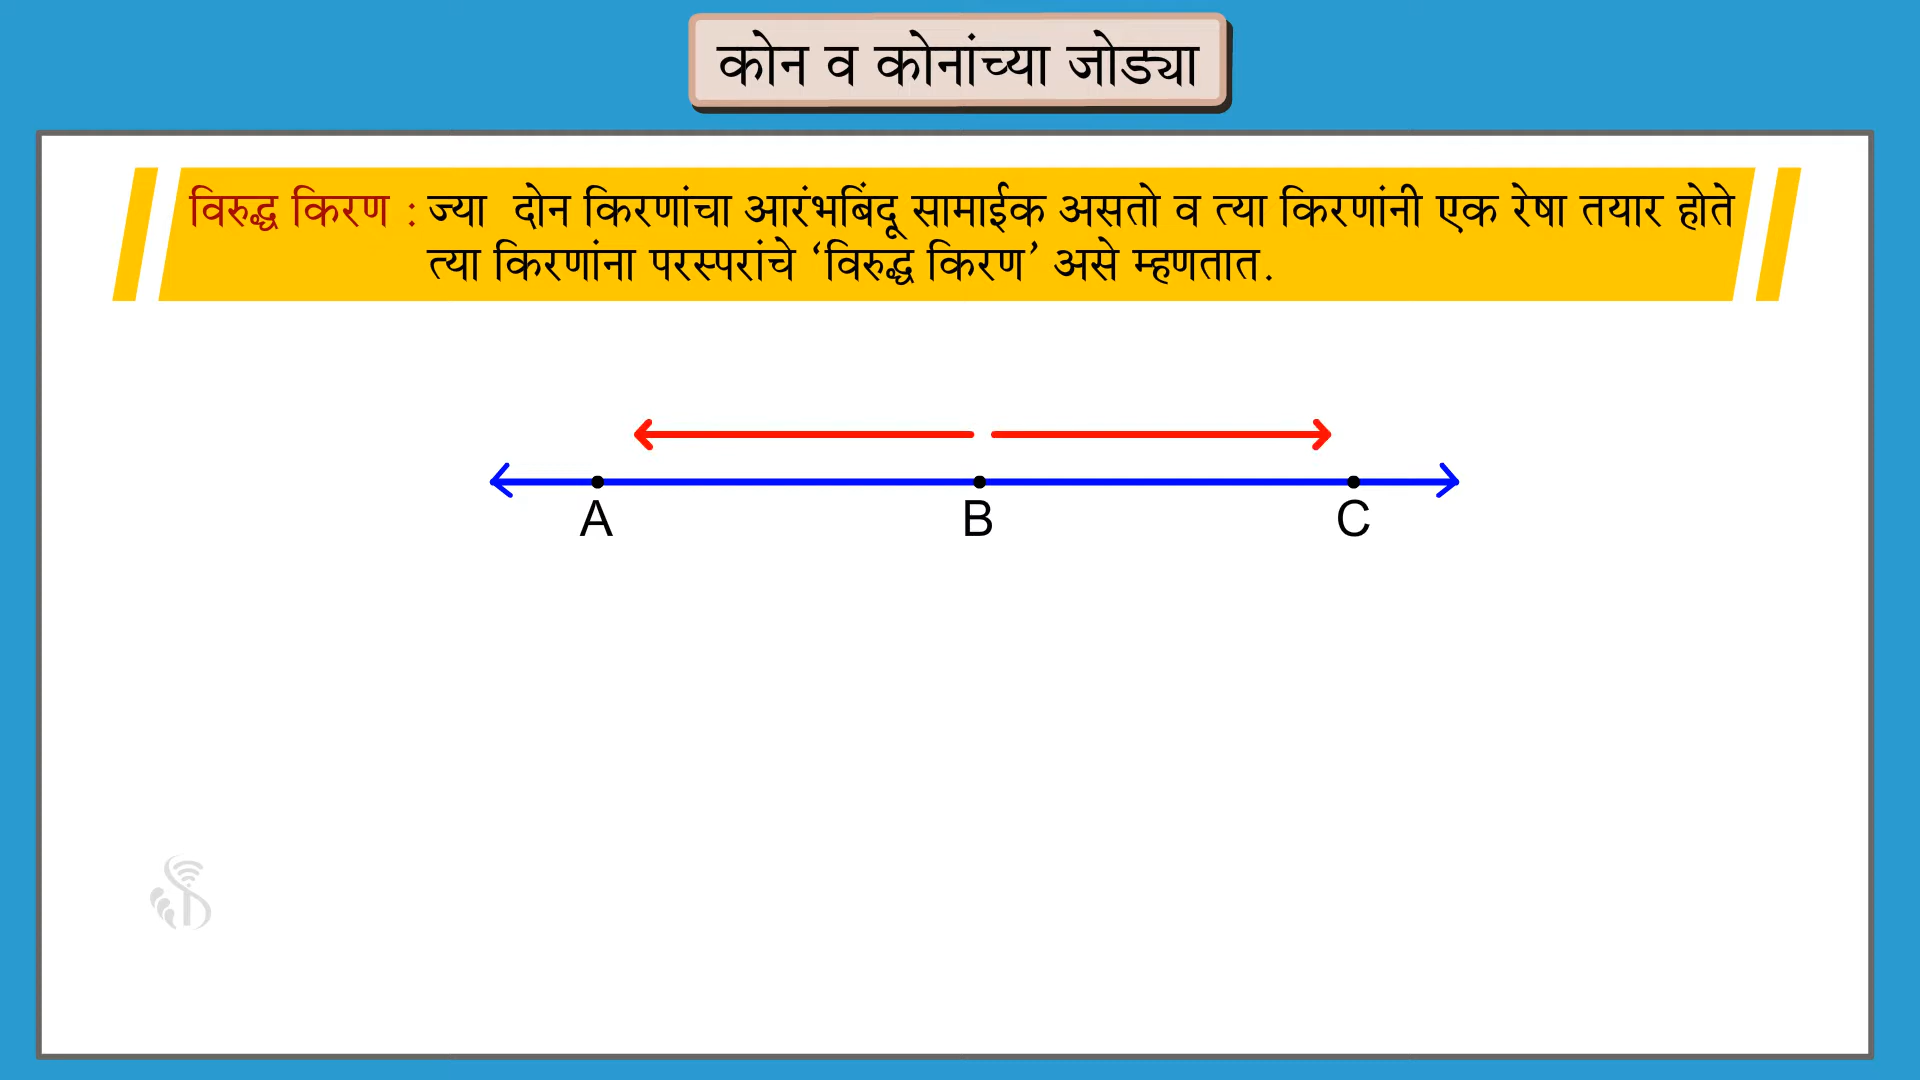 कोन व कोनांच्या जोड्या
विरुद्ध किरण : ज्या दोन किरणांचा आरंभबिंदू सामाईक असतो व त्या किरणांनी एक रेषा तयार होते
त्या किरणांना परस्परांचे ‘विरुद्ध किरण’ असे म्हणतात.
A B C